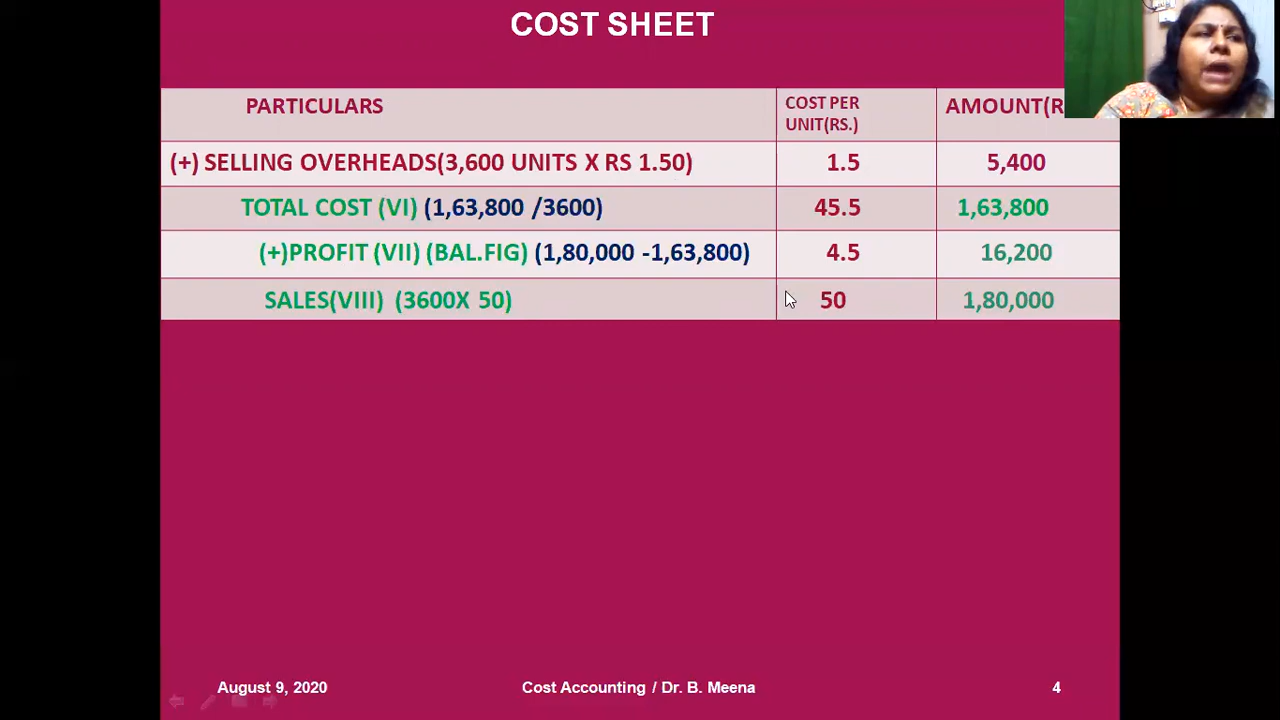 COST SHEET
PARTICULARS
COST PER
UNIT(RS.)
AMOUNT(R
(+) SELLING OVERHEADS(3,600 UNITS X RS 1.50)
1.5
5,400
TOTAL COST (VI) (1,63,800 /3600)
45.5
1,63,800
(+)PROFIT (VII) (BAL.FIG) (1,80,000 -1,63,800)
4.5
16,200
SALES(VIII) (3600X 50)
50
1,80,000
August 9, 2020
Cost Accounting / Dr. B. Meena
4